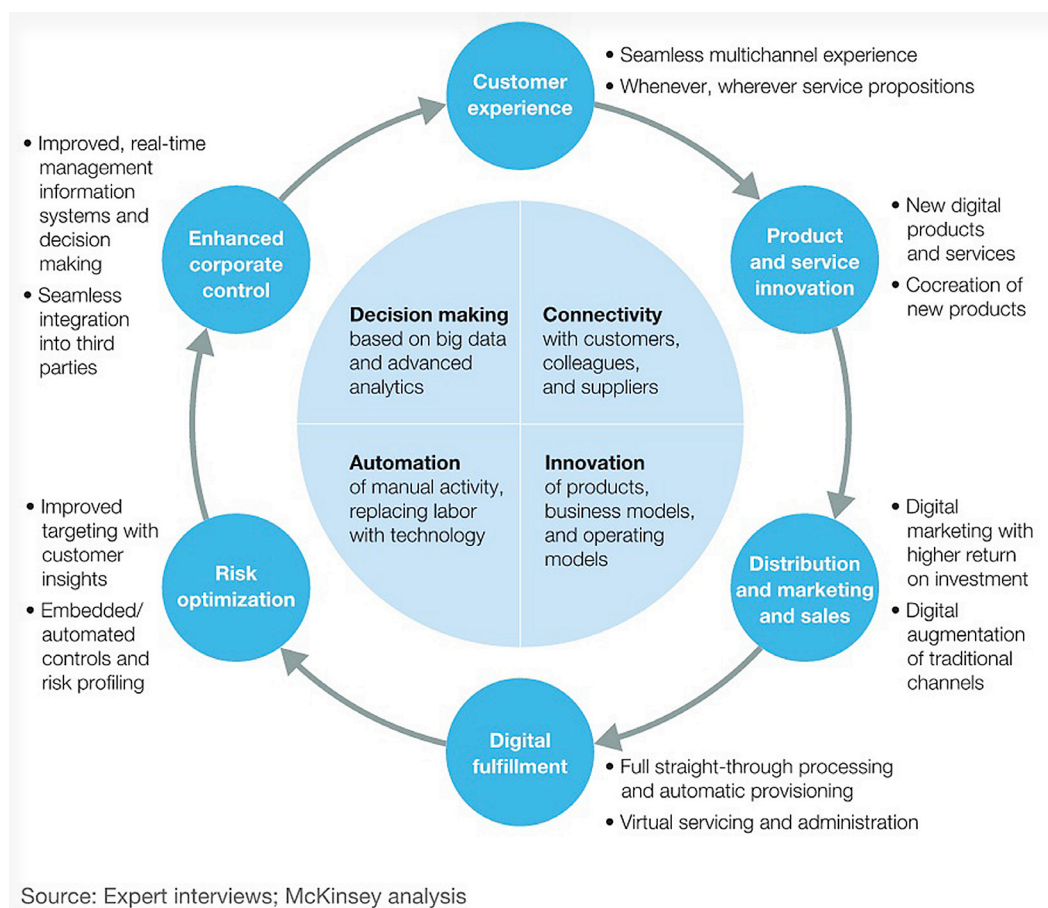 Customer
experience
• Seamless multichannel experience
• Whenever, wherever service propositions
Product
and service
innovation
• New digital
products
and services
• Cocreation of
new products
Distribution
and marketing
and sales
• Digital
marketing with
higher return
on investment
• Digital
augmentation
of traditional
channels
Digital
fulfillment
• Full straight-through processing
and automatic provisioning
• Virtual servicing and administration
Risk
optimization
• Improved
targeting with
customer
insights
• Embedded/
automated
controls and
risk profiling
Enhanced
corporate
control
• Improved, real-time
management
information
systems and
decision
making
• Seamless
integration
into third
parties
Decision making
based on big data
and advanced
analytics
Connectivity
with customers,
colleagues,
and suppliers
Automation
of manual activity,
replacing labor
with technology
Innovation
of products,
business models,
and operating
models
Source: Expert interviews; McKinsey analysis